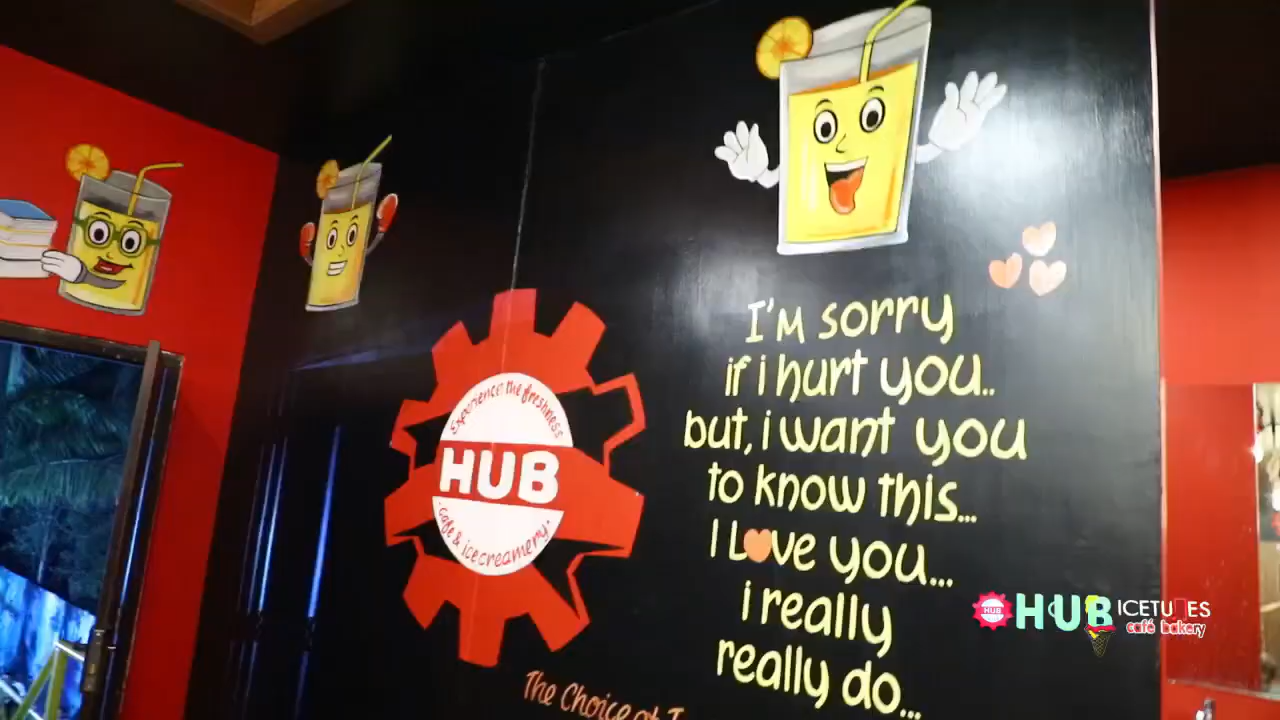 Experience the freshness
HUB
cafe & icecreamery
I'm sorry
if i hurt you..
but, i want you
to know this...
I Love you...
i really
really do...
The Choice of
HUB
HUB
café bakery